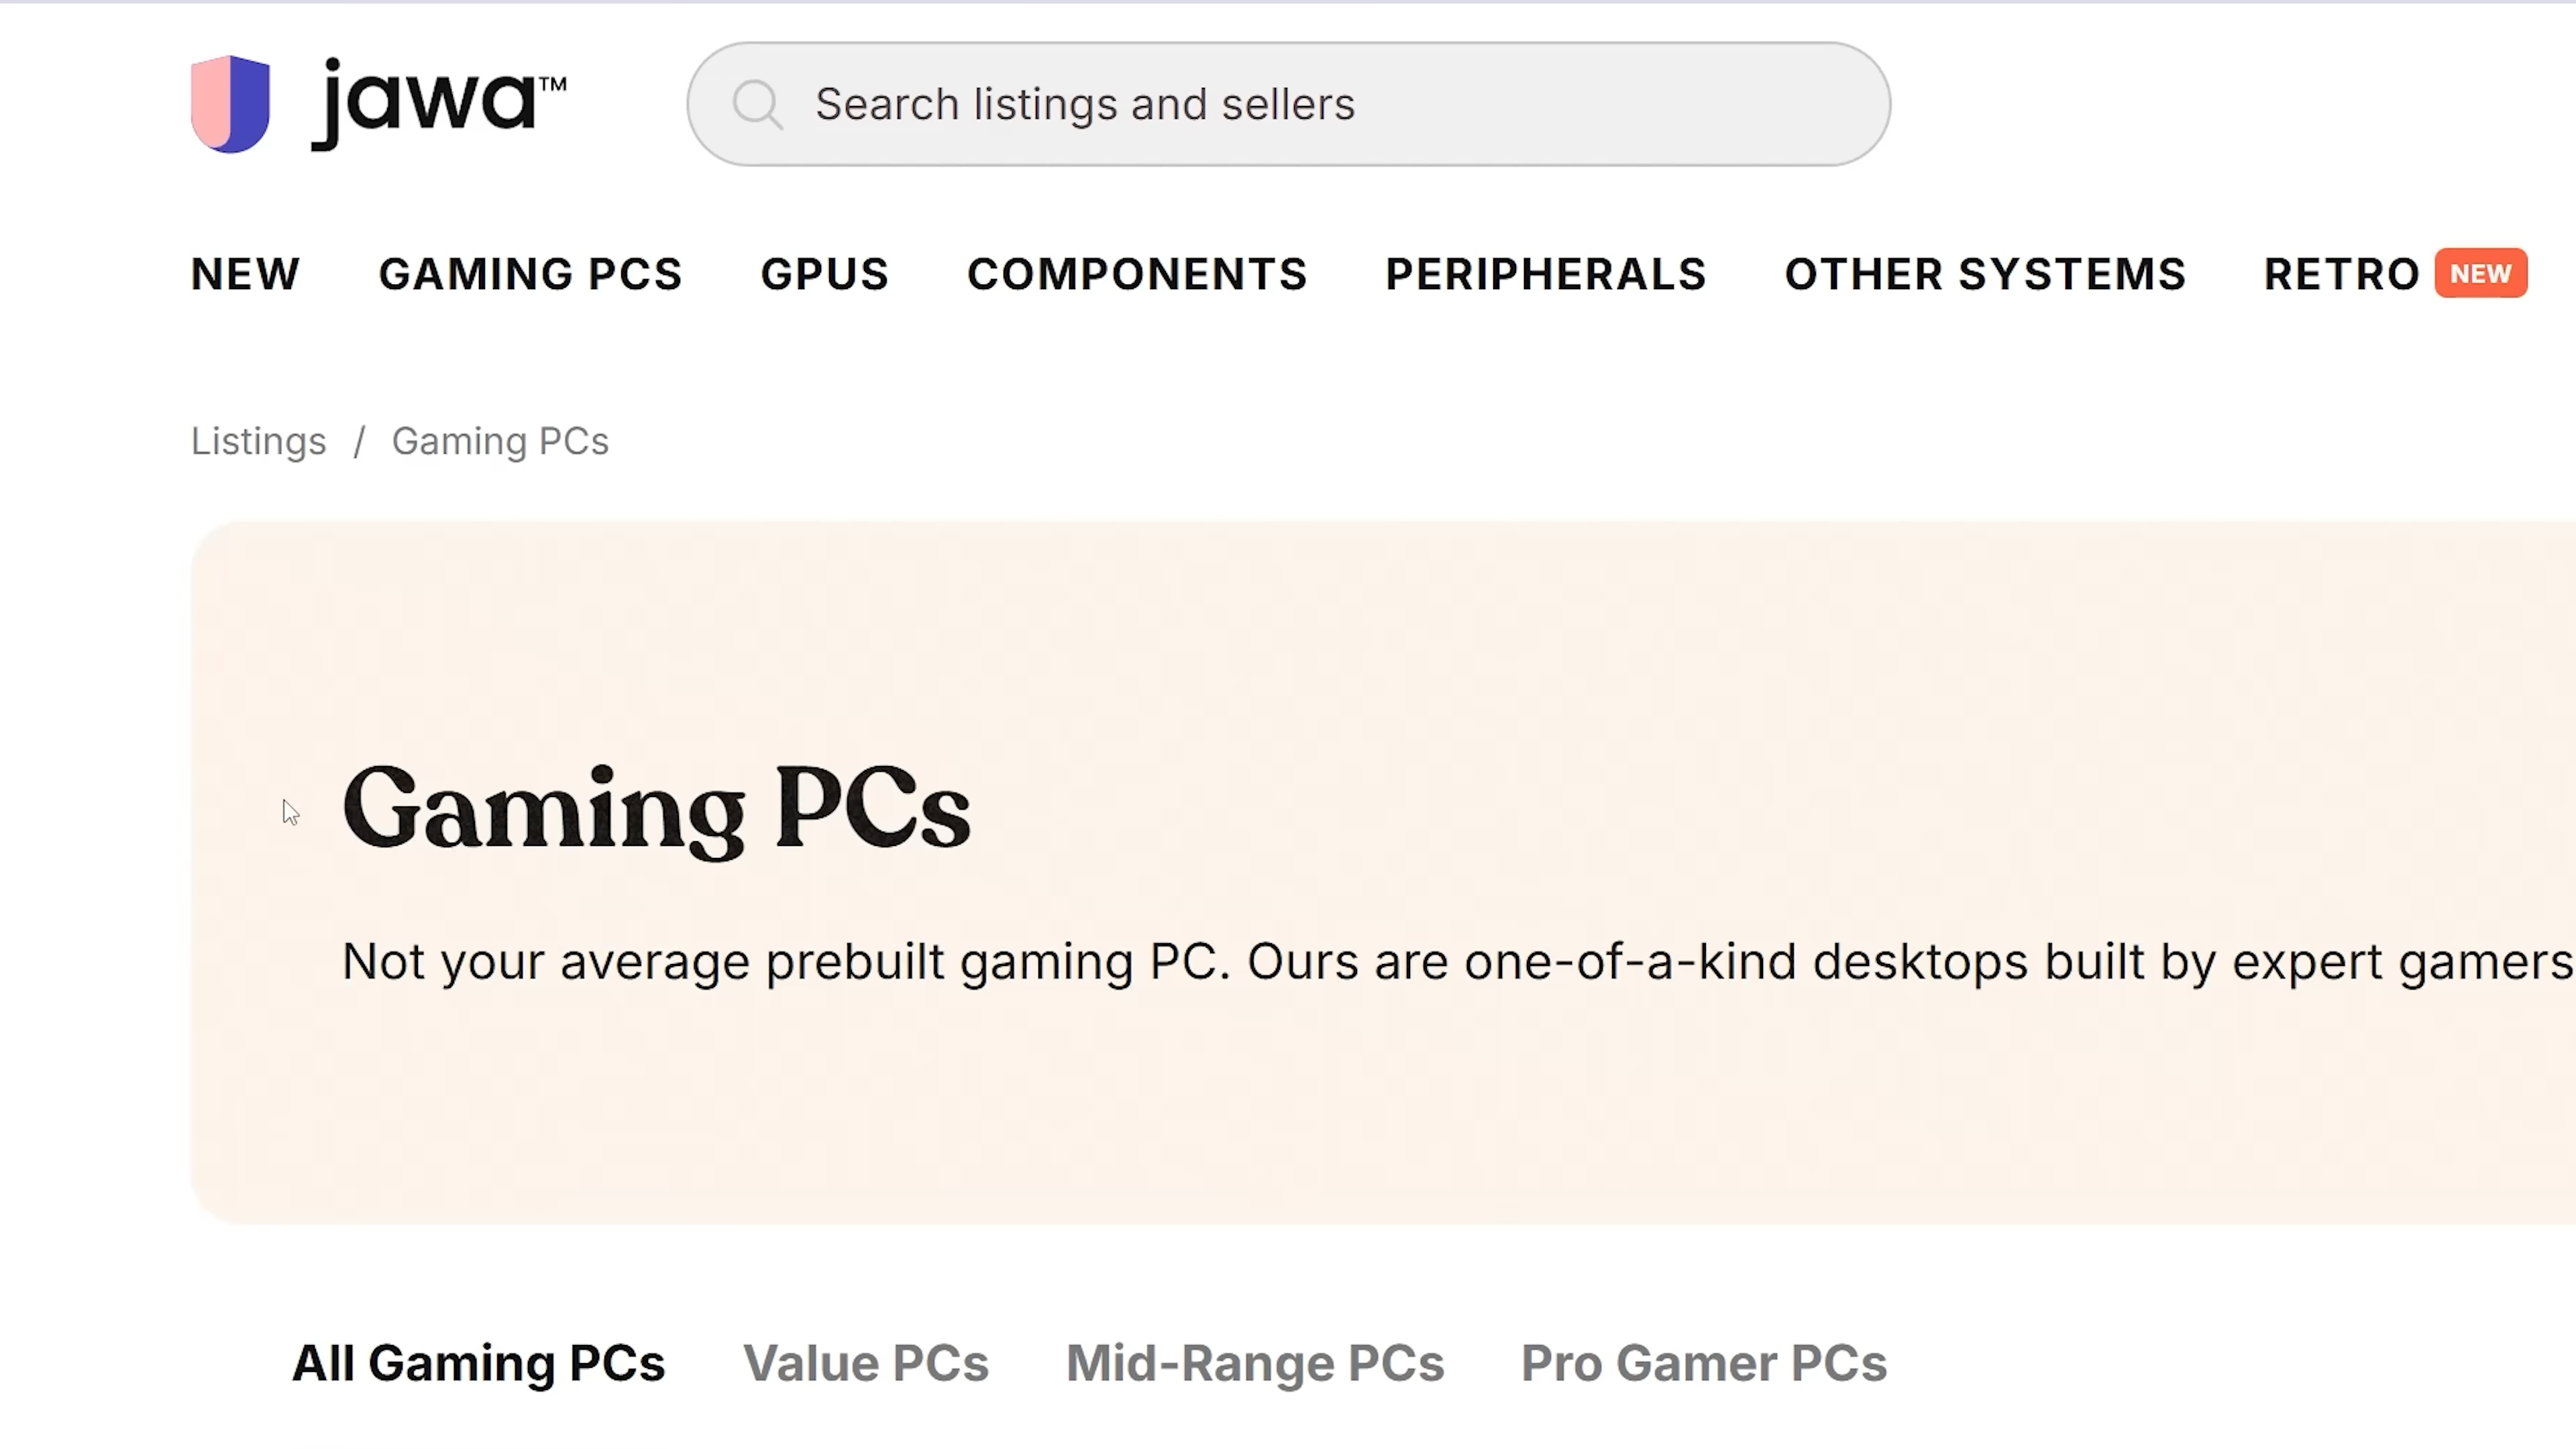 jawa™
Search listings and sellers
NEW GAMING PCS GPUS COMPONENTS PERIPHERALS OTHER SYSTEMS RETRO NEW
Listings / Gaming PCs
Gaming PCs
Not your average prebuilt gaming PC. Ours are one-of-a-kind desktops built by expert gamers
All Gaming PCs Value PCs Mid-Range PCs Pro Gamer PCs